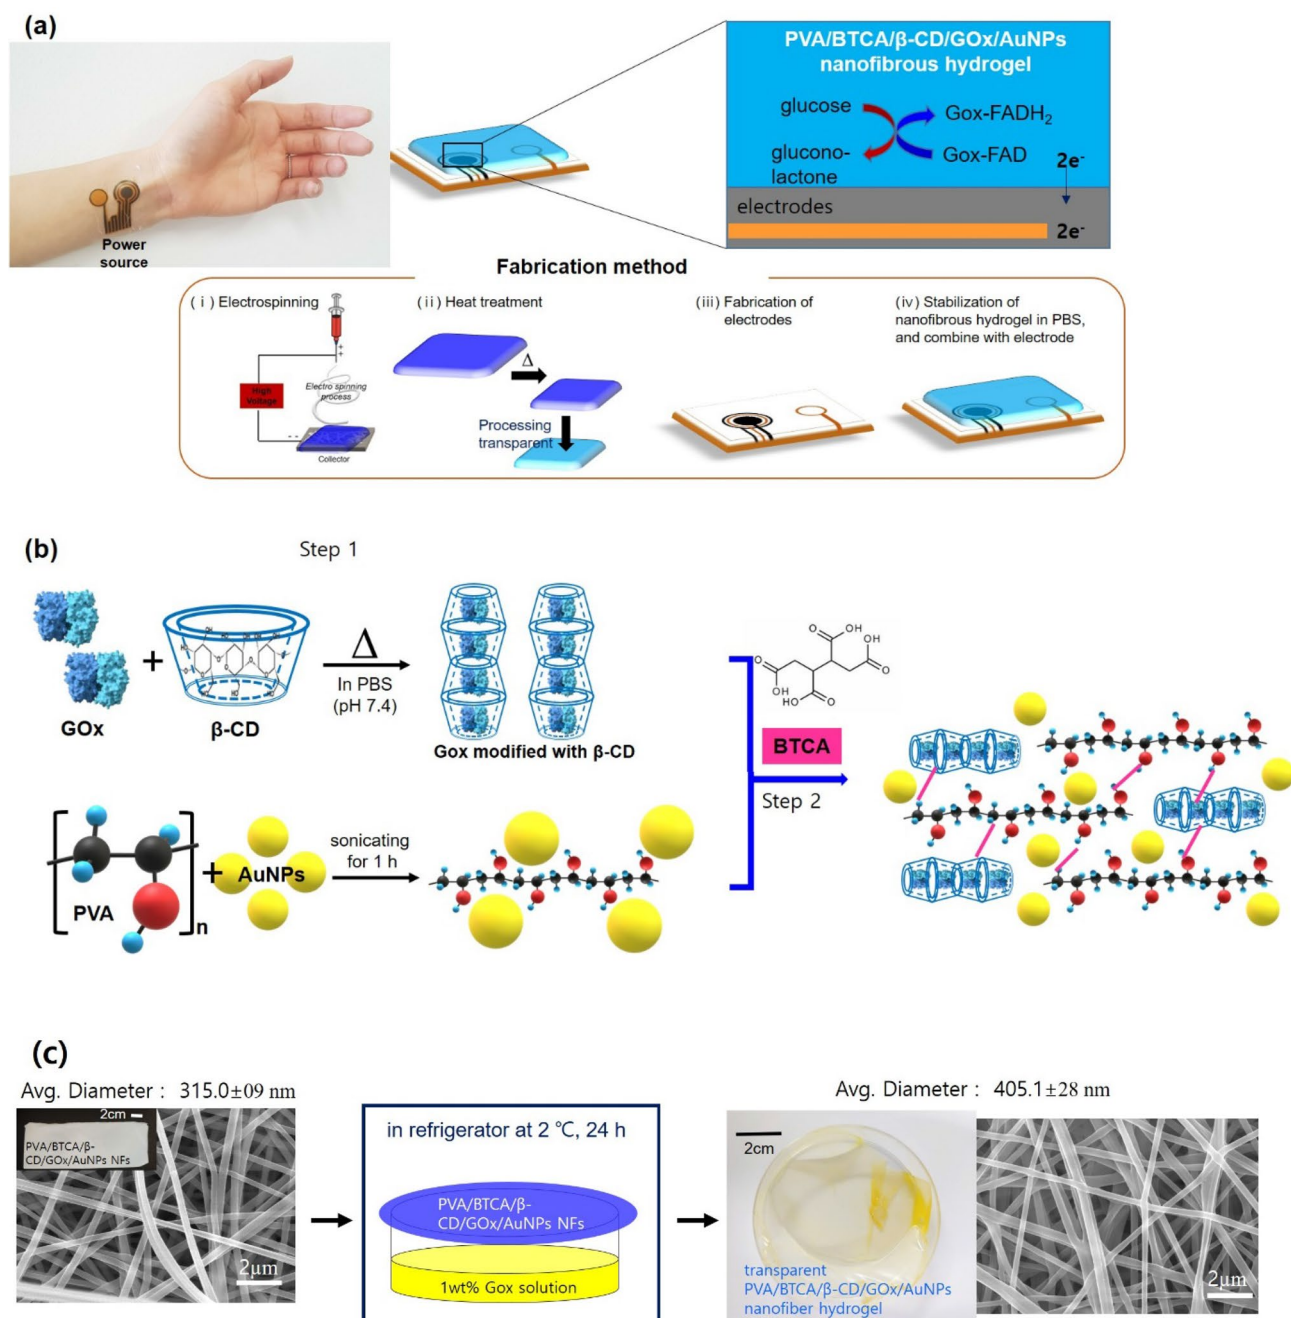 (a)
Power
source
PVA/BTCA/β-CD/GOx/AuNPs
nanofibrous hydrogel
glucose
Gox-FADH₂
glucono-
lactone
Gox-FAD
2e⁻
electrodes
2e⁻
Fabrication method
(i) Electrospinning
High
Voltage
Electro spinning
process
Collector
(ii) Heat treatment
Δ
Processing
transparent
(iii) Fabrication of
electrodes
(iv) Stabilization of
nanofibrous hydrogel in PBS,
and combine with electrode
(b)
Step 1
GOx
+
β-CD
Δ
In PBS
(pH 7.4)
Gox modified with β-CD
PVA
n
+
AuNPs
sonicating
for 1 h
O
OH
O
OH
O
OH
HO
O
BTCA
Step 2
(c)
Avg. Diameter : 315.0±09 nm
2cm
PVA/BTCA/β-
CD/GOx/AuNPs NFs
2μm
in refrigerator at 2 ℃, 24 h
PVA/BTCA/β-
CD/GOx/AuNPs NFs
1wt% Gox solution
Avg. Diameter : 405.1±28 nm
2cm
transparent
PVA/BTCA/β-CD/GOx/AuNPs
nanofiber hydrogel
2μm